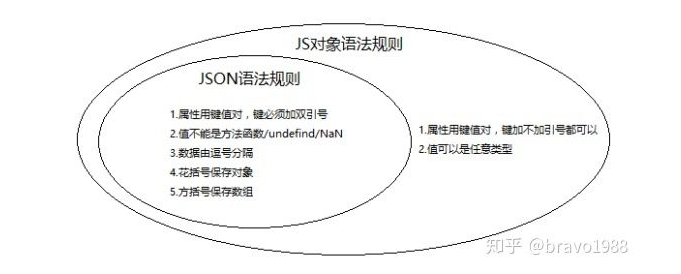 JS对象语法规则
JSON语法规则
1.属性用键值对，键必须加双引号
2.值不能是方法函数/undefind/NaN
3.数据由逗号分隔
4.花括号保存对象
5.方括号保存数组
1.属性用键值对，键加不加引号都可以
2.值可以是任意类型
知乎 @bravo1988